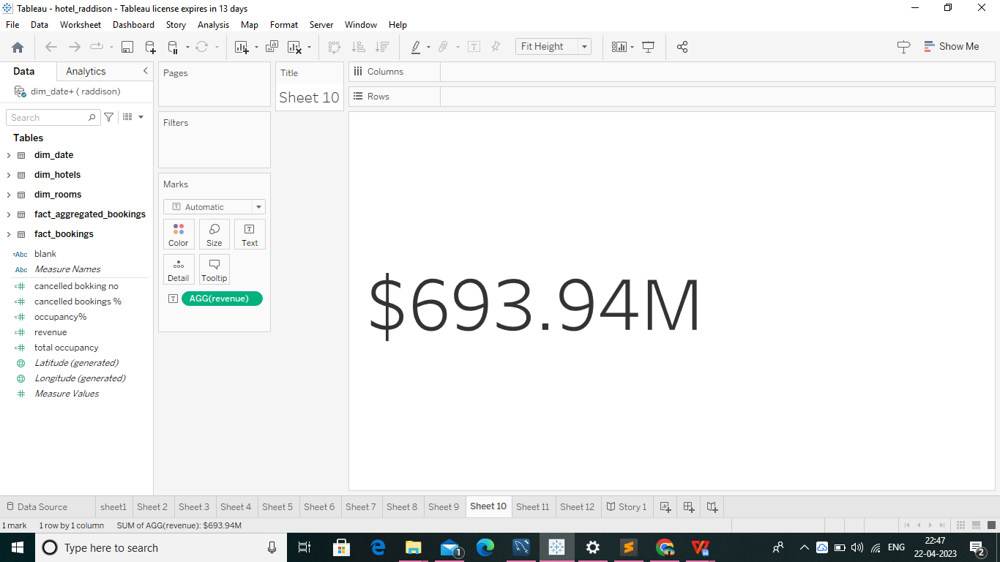 Tableau - hotel_raddison - Tableau license expires in 13 days
File Data Worksheet Dashboard Story Analysis Map Format Server Window Help
Fit Height
Show Me
Data Analytics
dim_date+ ( raddison)
Search
Tables
dim_date
dim_hotels
dim_rooms
fact_aggregated_bookings
fact_bookings
=Abc blank
Abc Measure Names
=# cancelled bokking no
=# cancelled bookings %
=# occupancy%
=# revenue
=# total occupancy
Latitude (generated)
Longitude (generated)
# Measure Values
Pages
Filters
Marks
T Automatic
Color Size T Text
Detail Tooltip
T AGG(revenue)
Title
Sheet 10
Columns
Rows
$693.94M
Data Source sheet1 Sheet 2 Sheet 3 Sheet 4 Sheet 5 Sheet 6 Sheet 7 Sheet 8 Sheet 9 Sheet 10 Sheet 11 Sheet 12 Story 1
1 mark 1 row by 1 column SUM of AGG(revenue): $693.94M
Type here to search
1
ENG
22:47
22-04-2023
2